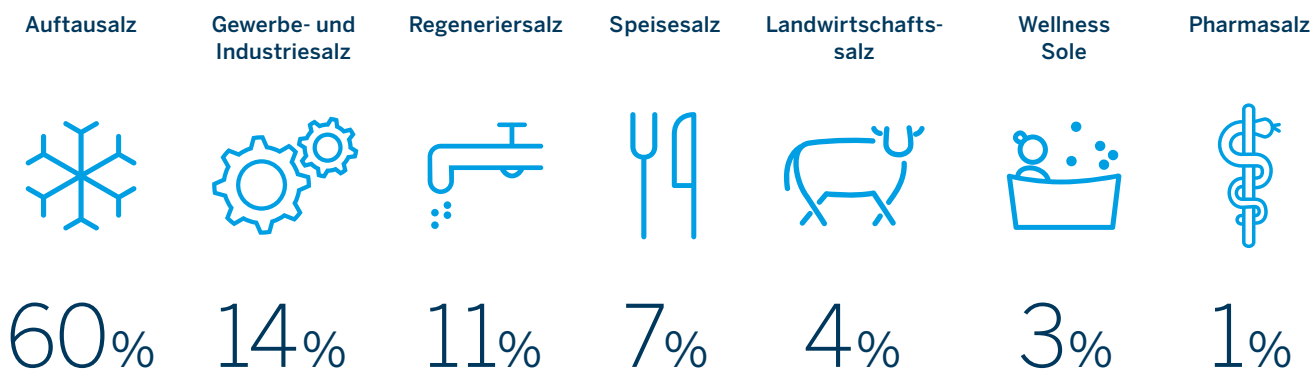 Auftausalz
Gewerbe- und
Industriesalz
Regeneriersalz
Speisesalz
Landwirtschafts-
salz
Wellness
Sole
Pharmasalz
60%
14%
11%
7%
4%
3%
1%